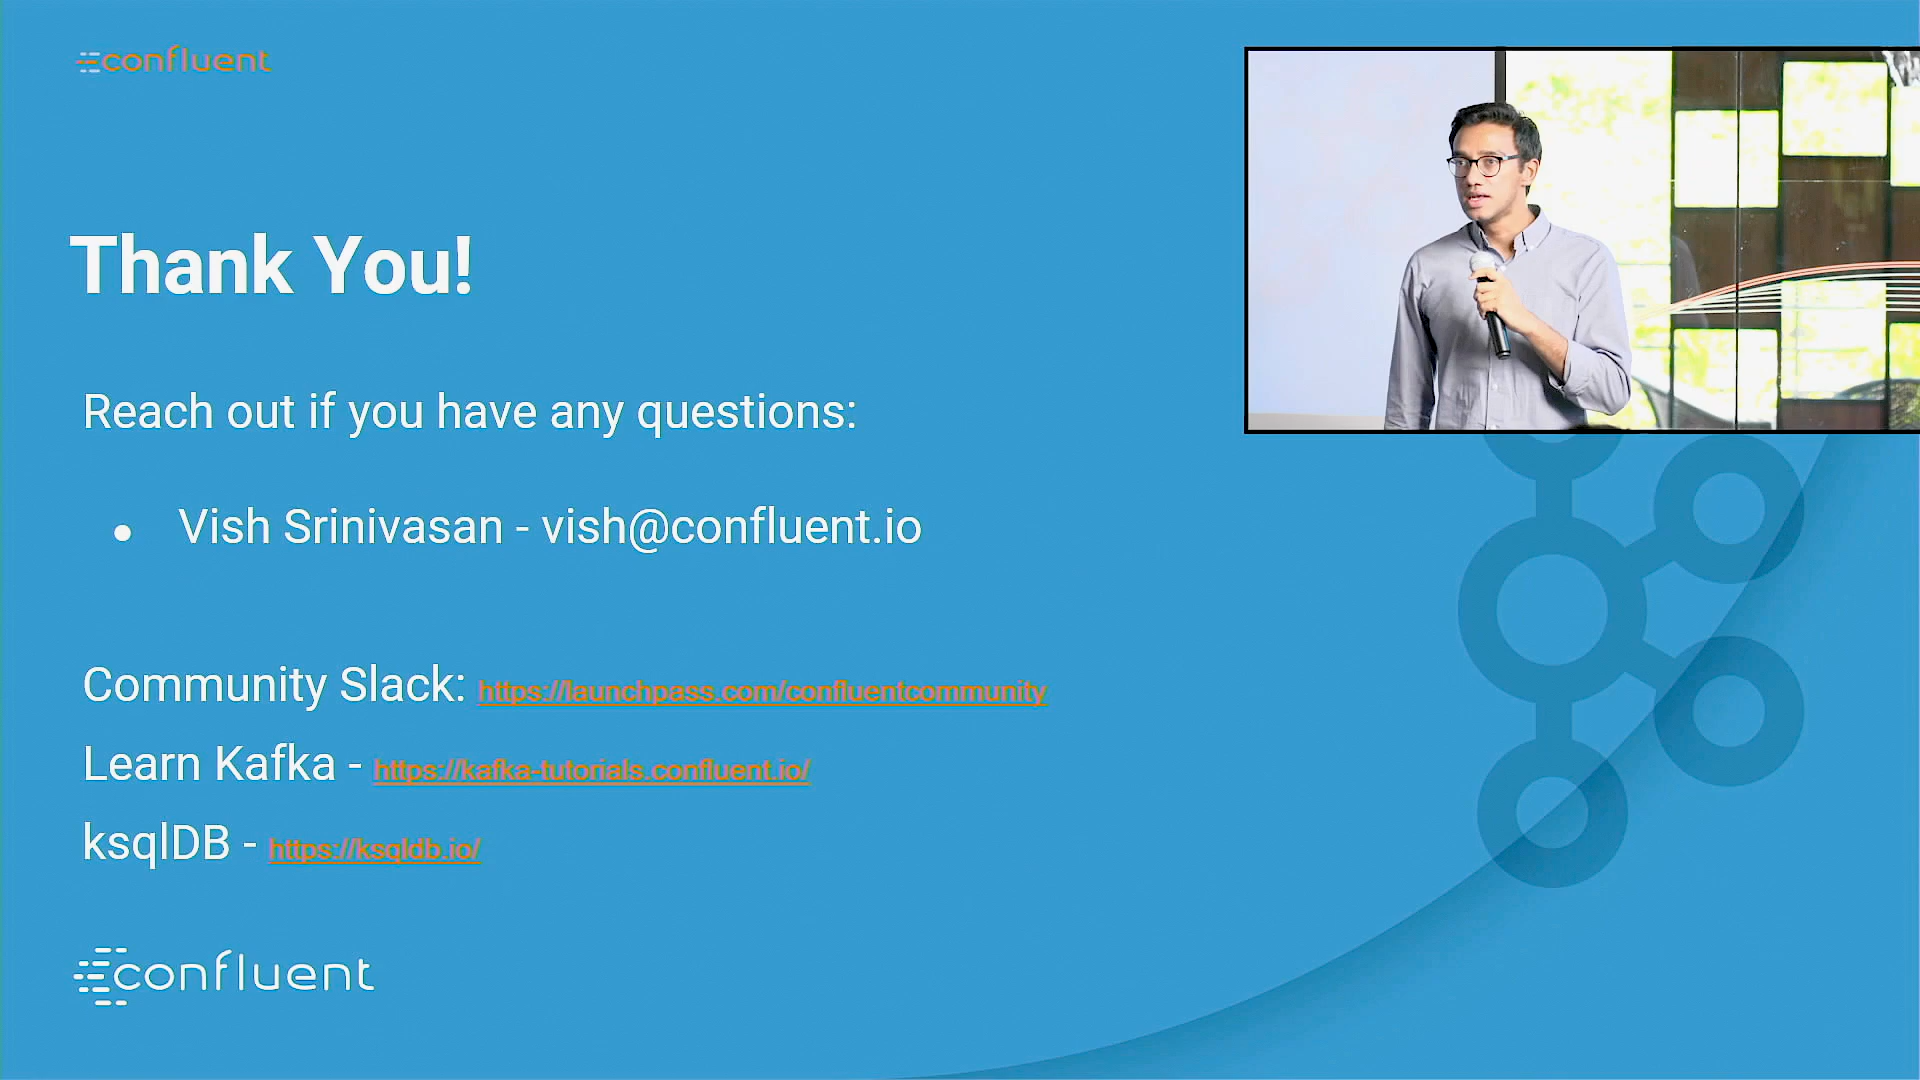 confluent
Thank You!
Reach out if you have any questions:
● Vish Srinivasan - vish@confluent.io
Community Slack: https://launchpass.com/confluentcommunity
Learn Kafka - https://kafka-tutorials.confluent.io/
ksqlDB - https://ksqldb.io/
confluent